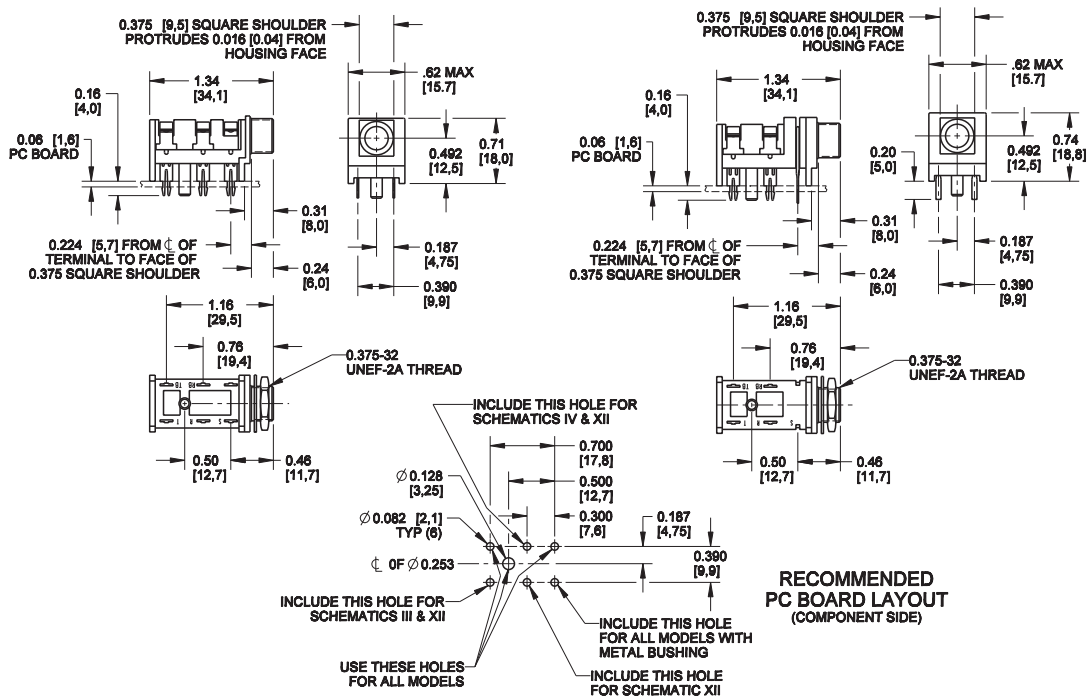 0.375 [9,5] SQUARE SHOULDER
PROTRUDES 0.016 [0.04] FROM
HOUSING FACE
1.34
[34,1]
.62 MAX
[15.7]
0.16
[4,0]
0.06 [1,6]
PC BOARD
0.71
[18,0]
0.492
[12,5]
0.31
[8,0]
0.224 [5,7] FROM ℄ OF
TERMINAL TO FACE OF
0.375 SQUARE SHOULDER
0.187
[4,75]
0.24
[6,0]
0.390
[9,9]
1.16
[29,5]
0.76
[19,4]
0.375-32
UNEF-2A THREAD
TB
RB
T
R
S
0.50
[12,7]
0.46
[11,7]
0.375 [9,5] SQUARE SHOULDER
PROTRUDES 0.016 [0.04] FROM
HOUSING FACE
1.34
[34,1]
.62 MAX
[15.7]
0.16
[4,0]
0.06 [1,6]
PC BOARD
0.20
[5,0]
0.74
[18,8]
0.492
[12,5]
0.31
[8,0]
0.224 [5,7] FROM ℄ OF
TERMINAL TO FACE OF
0.375 SQUARE SHOULDER
0.187
[4,75]
0.24
[6,0]
0.390
[9,9]
1.16
[29,5]
0.76
[19,4]
0.375-32
UNEF-2A THREAD
TB
RB
T
R
S
0.50
[12,7]
0.46
[11,7]
INCLUDE THIS HOLE FOR
SCHEMATICS IV & XII
0.700
[17,8]
Ø 0.128
[3,25]
0.500
[12,7]
Ø 0.082 [2,1]
TYP (6)
0.300
[7,6]
0.187
[4,75]
℄ OF Ø 0.253
0.390
[9,9]
INCLUDE THIS HOLE FOR
SCHEMATICS III & XII
RECOMMENDED
PC BOARD LAYOUT
(COMPONENT SIDE)
INCLUDE THIS HOLE
FOR ALL MODELS WITH
METAL BUSHING
USE THESE HOLES
FOR ALL MODELS
INCLUDE THIS HOLE
FOR SCHEMATIC XII